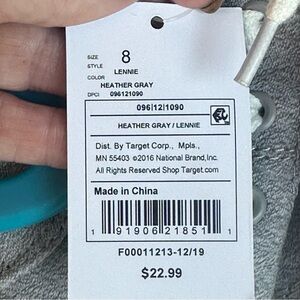 SIZE 8
STYLE LENNIE
COLOR HEATHER GRAY
DPCI 096121090
096|12|1090
HEATHER GRAY / LENNIE
Dist. By Target Corp., Mpls.,
MN 55403 ©2016 National Brand,Inc.
All Rights Reserved Shop Target.com
Made in China
1 91906 21851 1
F00011213-12/19
$22.99